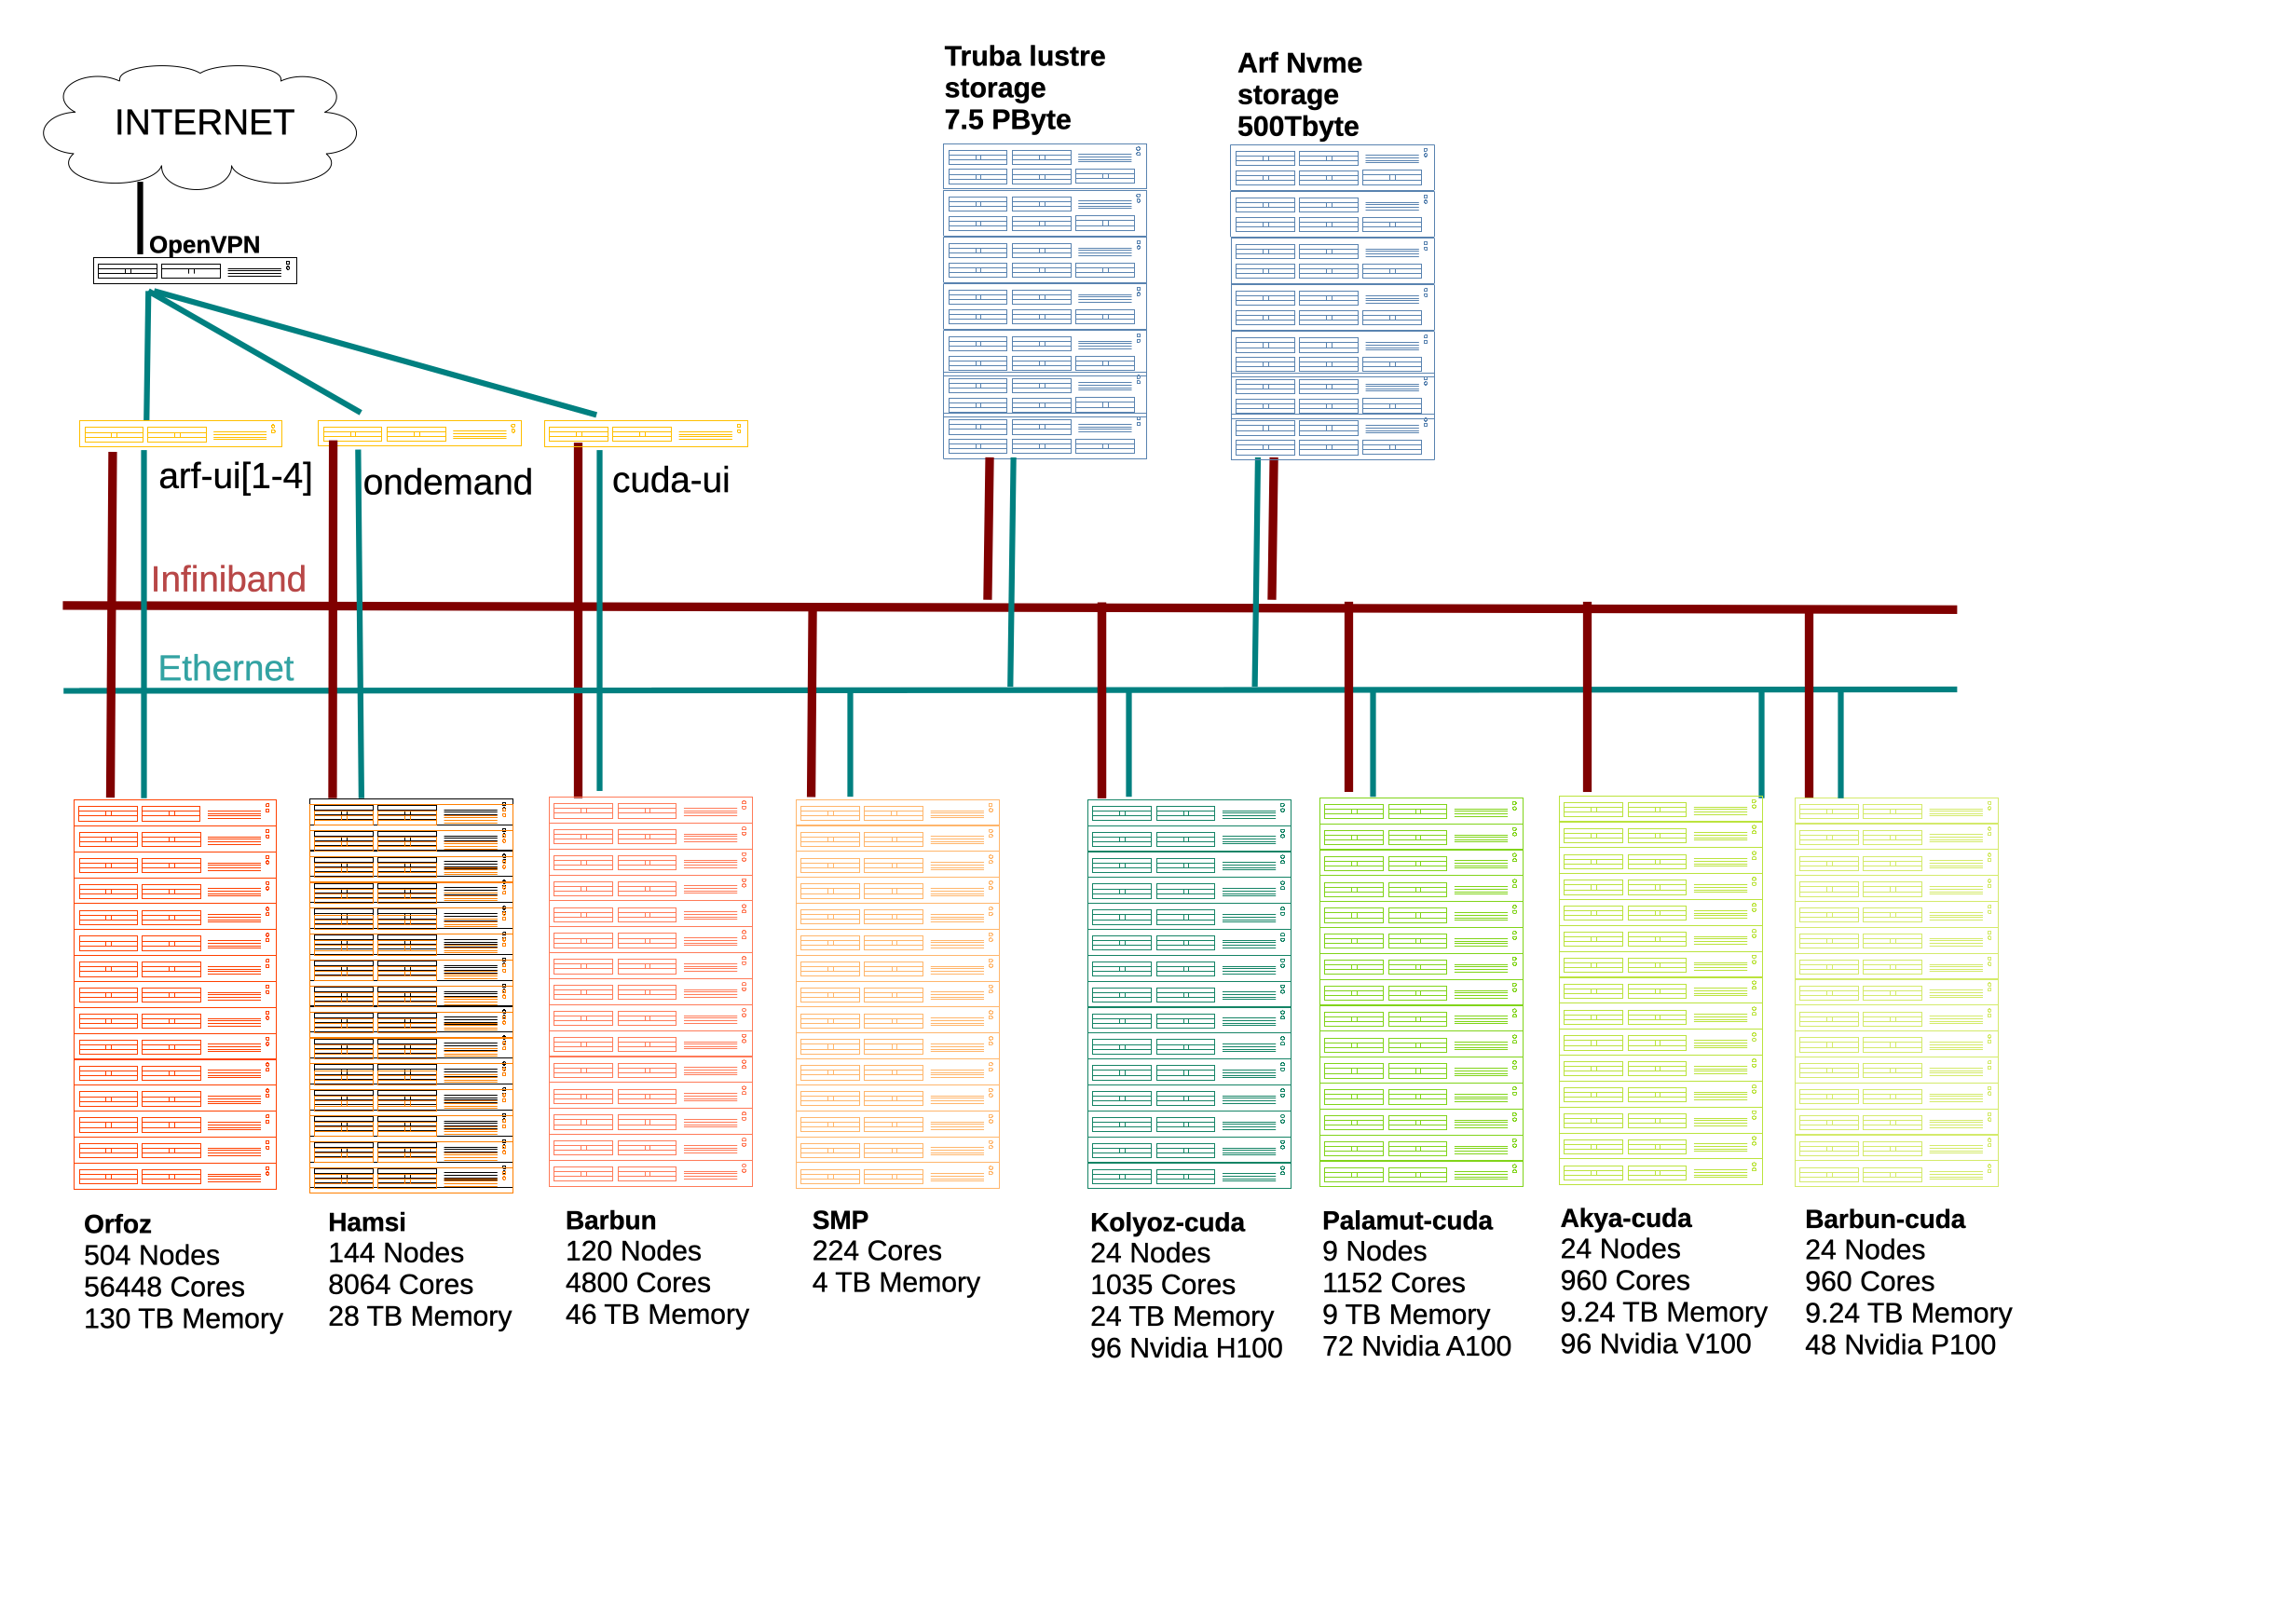 INTERNET
OpenVPN
Truba lustre
storage
7.5 PByte
Arf Nvme
storage
500Tbyte
arf-ui[1-4]
ondemand
cuda-ui
Infiniband
Ethernet
Orfoz
504 Nodes
56448 Cores
130 TB Memory
Hamsi
144 Nodes
8064 Cores
28 TB Memory
Barbun
120 Nodes
4800 Cores
46 TB Memory
SMP
224 Cores
4 TB Memory
Kolyoz-cuda
24 Nodes
1035 Cores
24 TB Memory
96 Nvidia H100
Palamut-cuda
9 Nodes
1152 Cores
9 TB Memory
72 Nvidia A100
Akya-cuda
24 Nodes
960 Cores
9.24 TB Memory
96 Nvidia V100
Barbun-cuda
24 Nodes
960 Cores
9.24 TB Memory
48 Nvidia P100